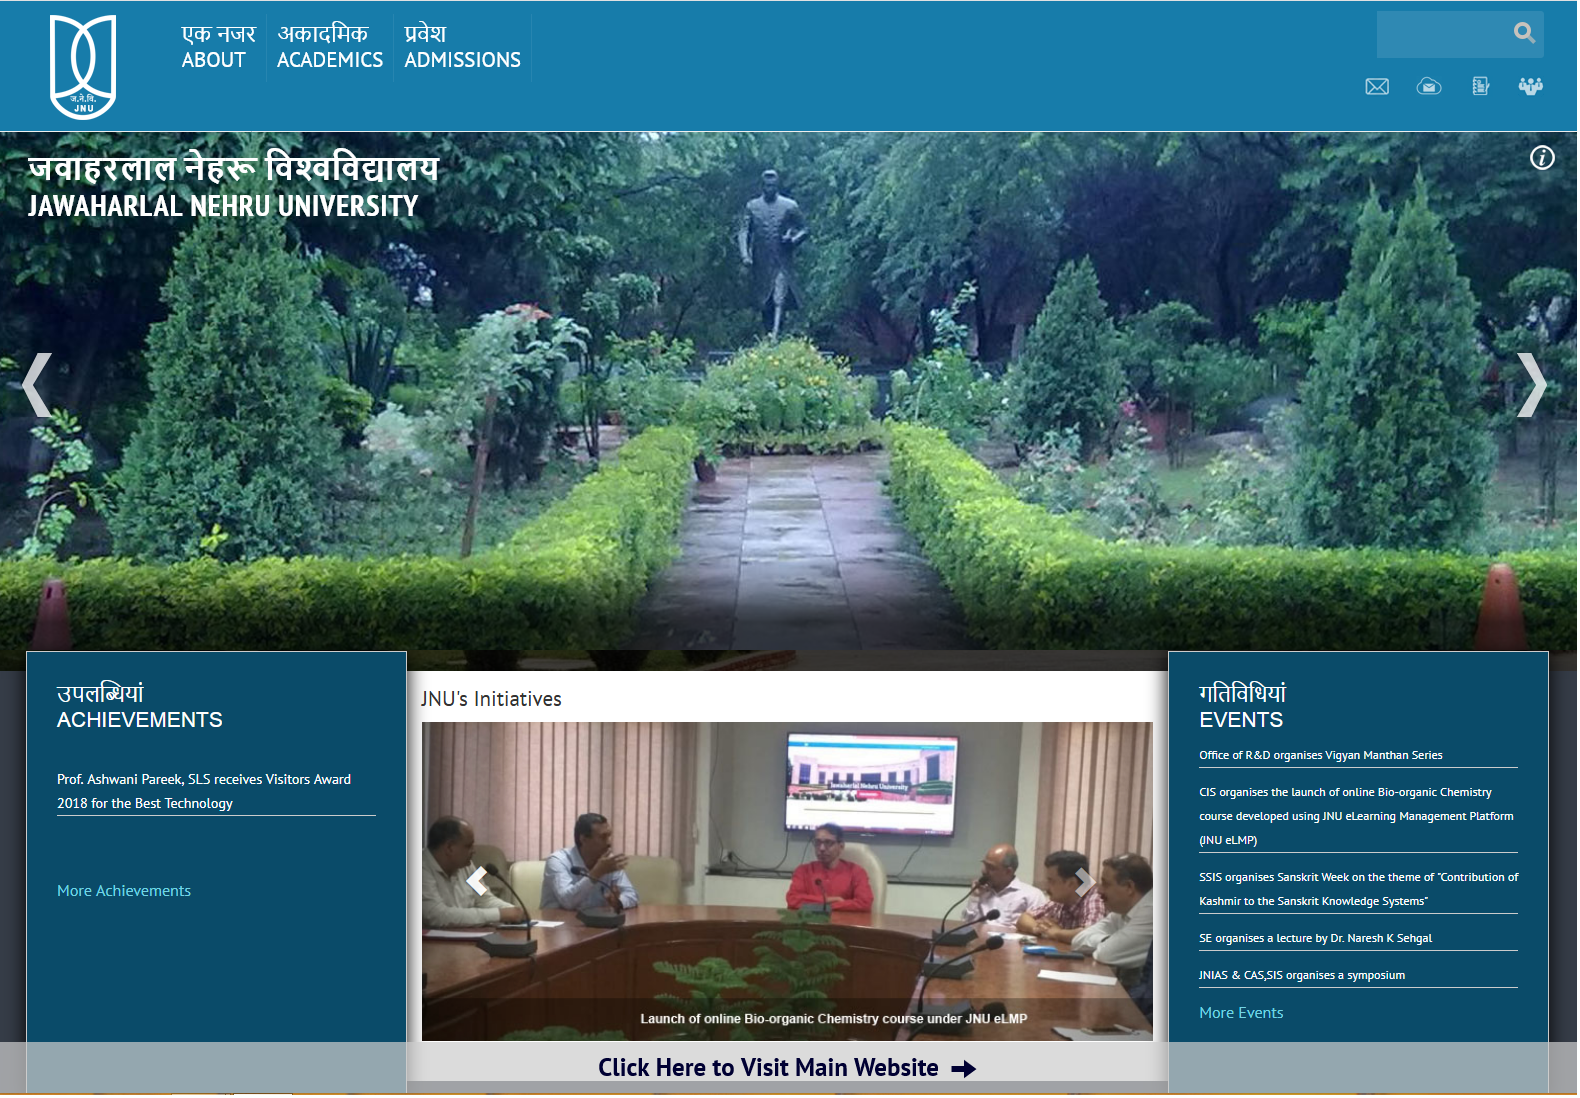 एक नजर
ABOUT
अकादमिक
ACADEMICS
प्रवेश
ADMISSIONS
ज.ने.वि.
JNU
जवाहरलाल नेहरू विश्वविद्यालय
JAWAHARLAL NEHRU UNIVERSITY
उपलब्धियां
ACHIEVEMENTS
Prof. Ashwani Pareek, SLS receives Visitors Award
2018 for the Best Technology
More Achievements
JNU's Initiatives
Jawaharlal Nehru University
Launch of online Bio-organic Chemistry course under JNU eLMP
गतिविधियां
EVENTS
Office of R&D organises Vigyan Manthan Series
CIS organises the launch of online Bio-organic Chemistry
course developed using JNU eLearning Management Platform
(JNU eLMP)
SSIS organises Sanskrit Week on the theme of "Contribution of
Kashmir to the Sanskrit Knowledge Systems"
SE organises a lecture by Dr. Naresh K Sehgal
JNIAS & CAS,SIS organises a symposium
More Events
Click Here to Visit Main Website